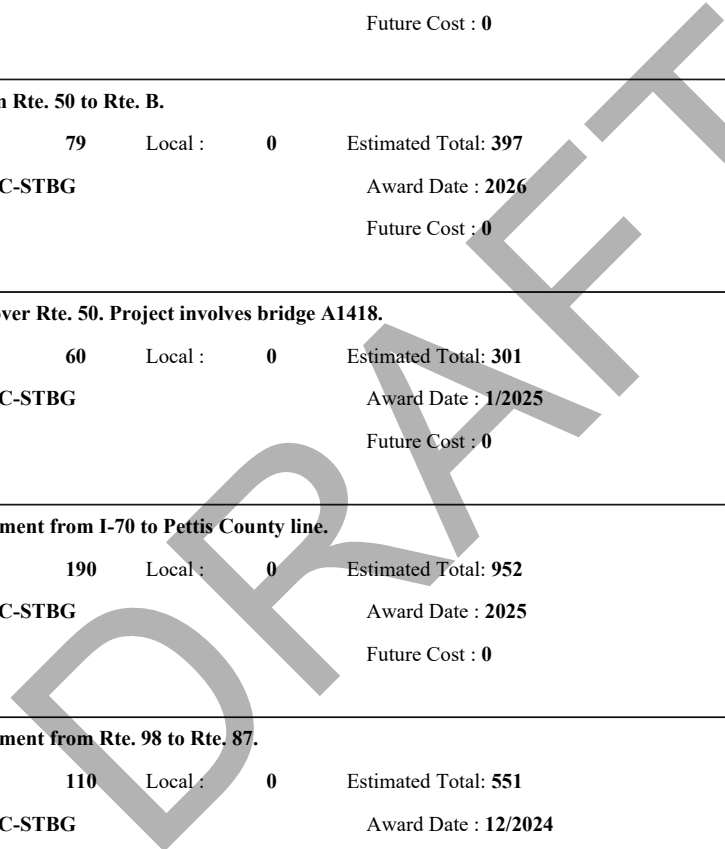 Future Cost : 0
Rte. 50 to Rte. B.
79 Local : 0 Estimated Total: 397
C-STBG Award Date : 2026
Future Cost : 0
over Rte. 50. Project involves bridge A1418.
60 Local : 0 Estimated Total: 301
C-STBG Award Date : 1/2025
Future Cost : 0
ment from I-70 to Pettis County line.
190 Local : 0 Estimated Total: 952
C-STBG Award Date : 2025
Future Cost : 0
ment from Rte. 98 to Rte. 87.
110 Local : 0 Estimated Total: 551
C-STBG Award Date : 12/2024
DRAFT